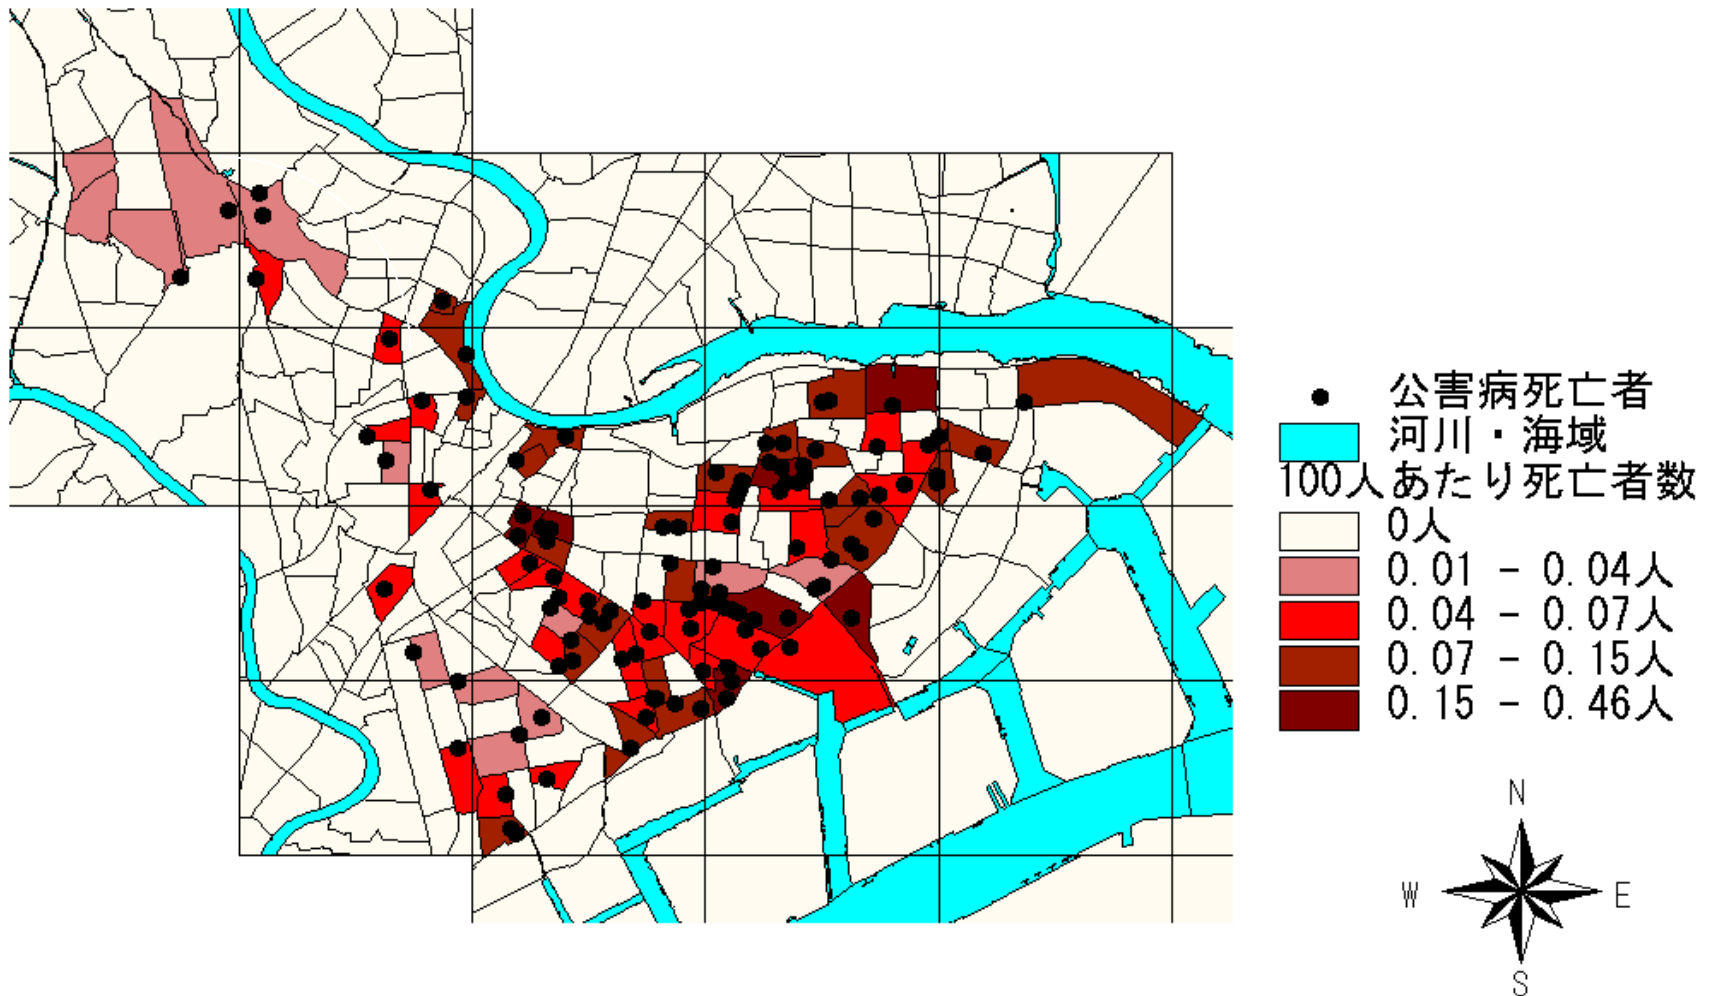 公害病死亡者
河川・海域
100人あたり死亡者数
0人
0.01 - 0.04人
0.04 - 0.07人
0.07 - 0.15人
0.15 - 0.46人
N
W
E
S